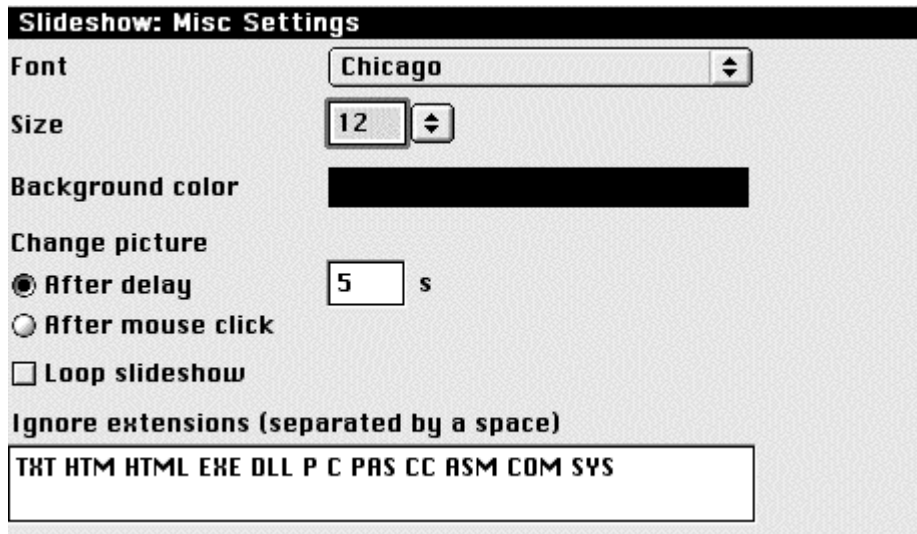 Slideshow: Misc Settings
Font Chicago
Size 12
Background color
Change picture
After delay 5 s
After mouse click
Loop slideshow
Ignore extensions (separated by a space)
TXT HTM HTML EXE DLL P C PAS CC ASM COM SYS